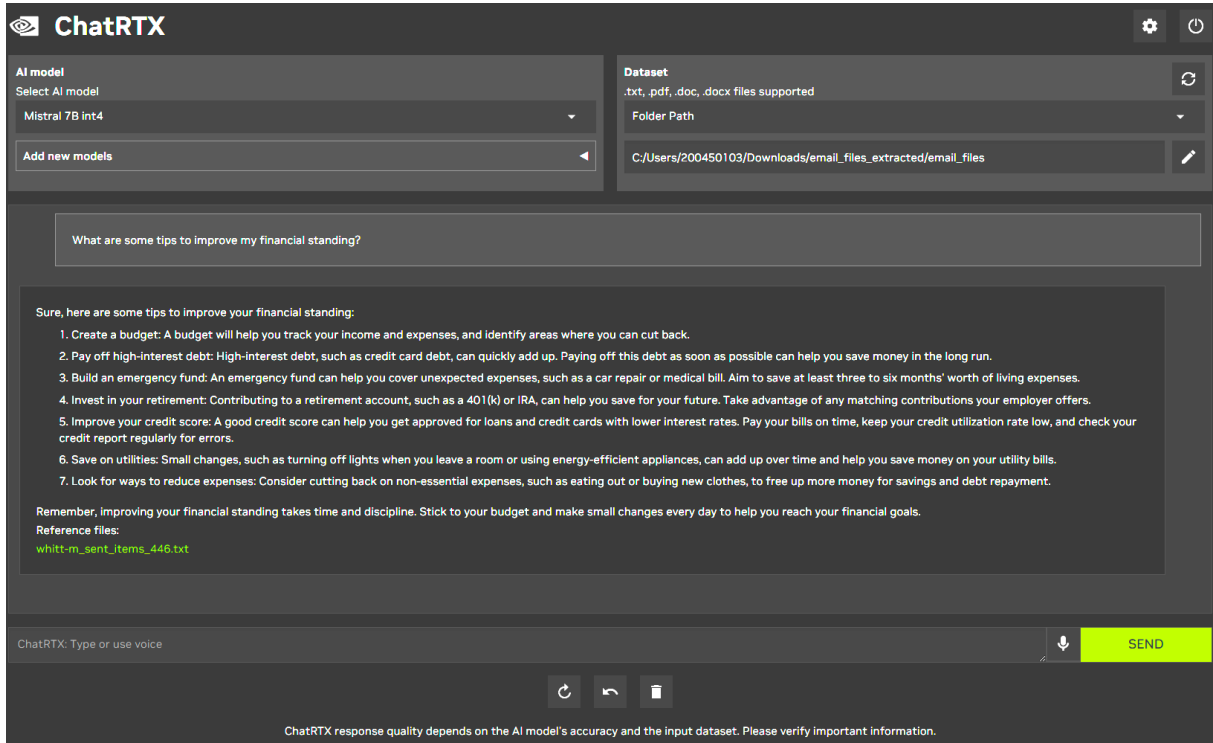 ChatRTX
AI model
Select AI model
Mistral 7B int4
Add new models
Dataset
.txt, .pdf, .doc, .docx files supported
Folder Path
C:/Users/200450103/Downloads/email_files_extracted/email_files
What are some tips to improve my financial standing?
Sure, here are some tips to improve your financial standing:
1. Create a budget: A budget will help you track your income and expenses, and identify areas where you can cut back.
2. Pay off high-interest debt: High-interest debt, such as credit card debt, can quickly add up. Paying off this debt as soon as possible can help you save money in the long run.
3. Build an emergency fund: An emergency fund can help you cover unexpected expenses, such as a car repair or medical bill. Aim to save at least three to six months' worth of living expenses.
4. Invest in your retirement: Contributing to a retirement account, such as a 401(k) or IRA, can help you save for your future. Take advantage of any matching contributions your employer offers.
5. Improve your credit score: A good credit score can help you get approved for loans and credit cards with lower interest rates. Pay your bills on time, keep your credit utilization rate low, and check your
credit report regularly for errors.
6. Save on utilities: Small changes, such as turning off lights when you leave a room or using energy-efficient appliances, can add up over time and help you save money on your utility bills.
7. Look for ways to reduce expenses: Consider cutting back on non-essential expenses, such as eating out or buying new clothes, to free up more money for savings and debt repayment.
Remember, improving your financial standing takes time and discipline. Stick to your budget and make small changes every day to help you reach your financial goals.
Reference files:
whitt-m_sent_items_446.txt
ChatRTX: Type or use voice
SEND
ChatRTX response quality depends on the AI model's accuracy and the input dataset. Please verify important information.